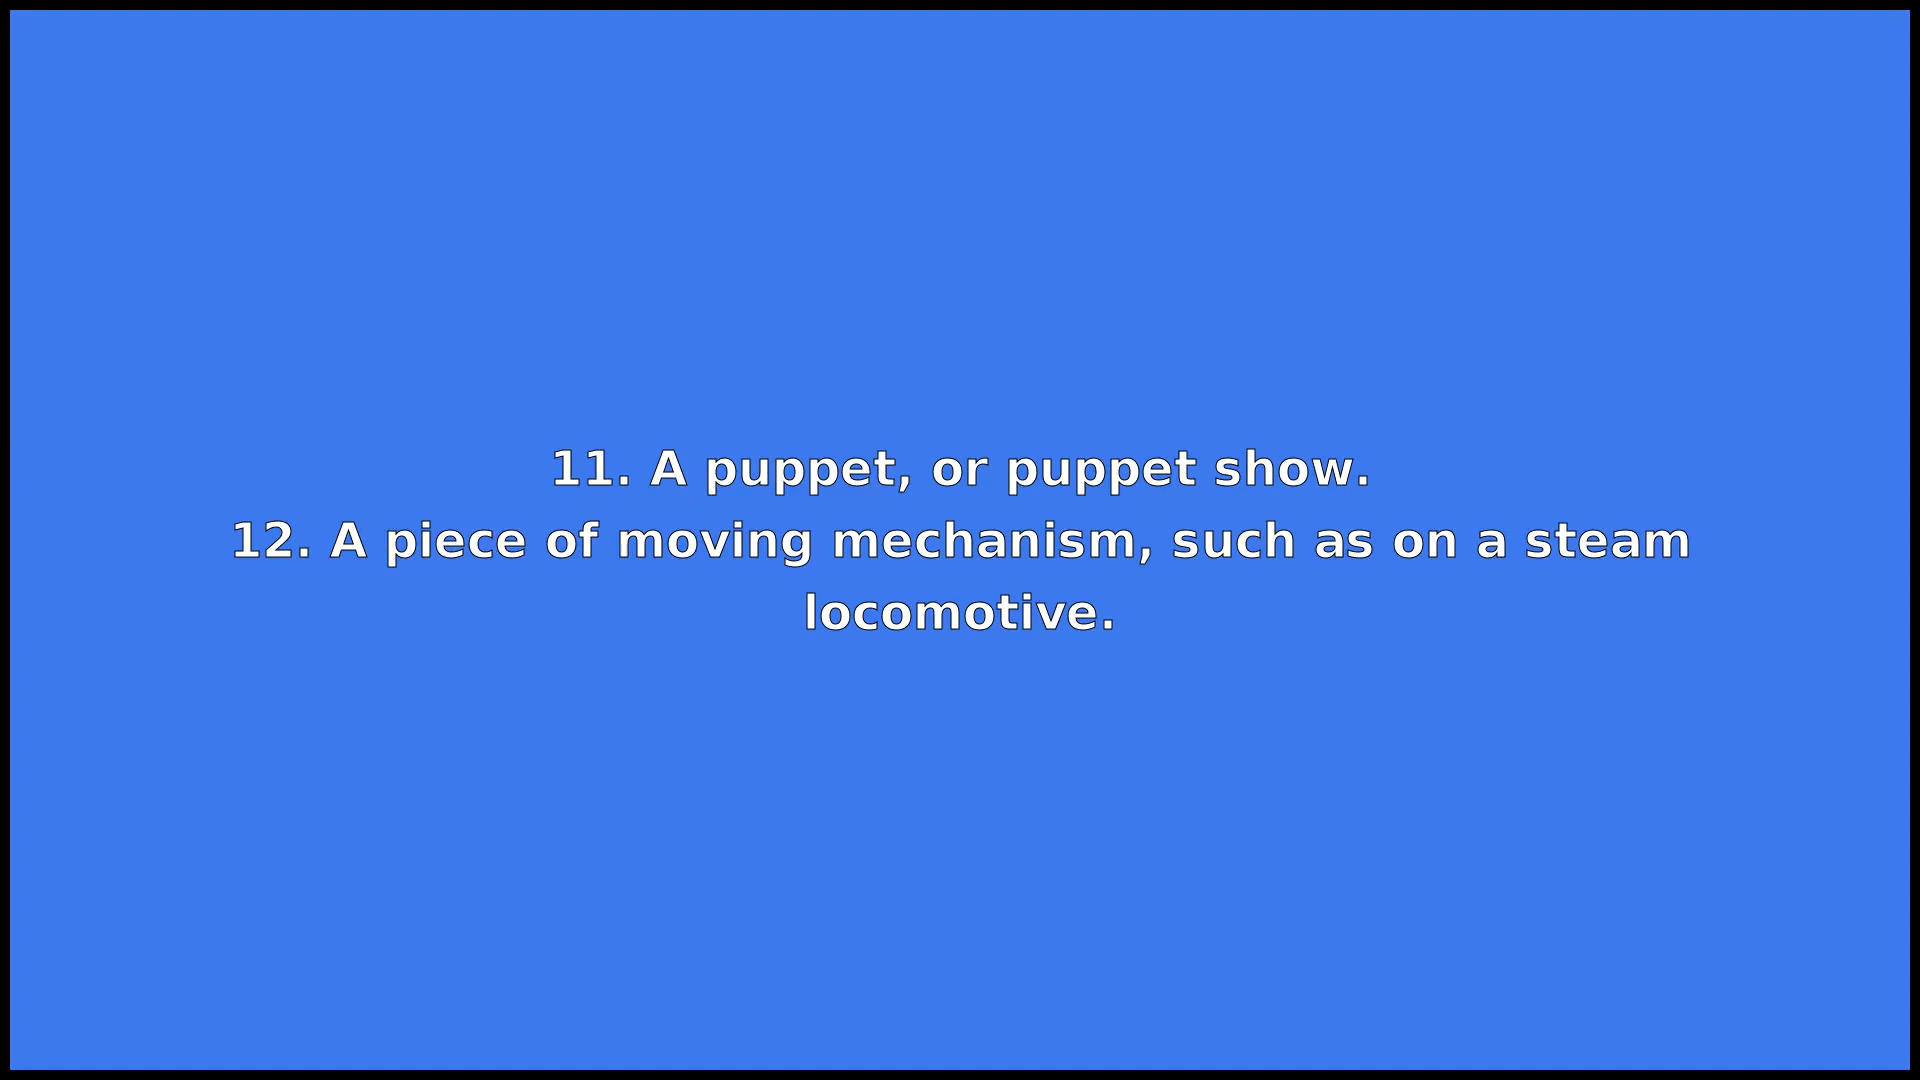 11. A puppet, or puppet show.
12. A piece of moving mechanism, such as on a steam
locomotive.